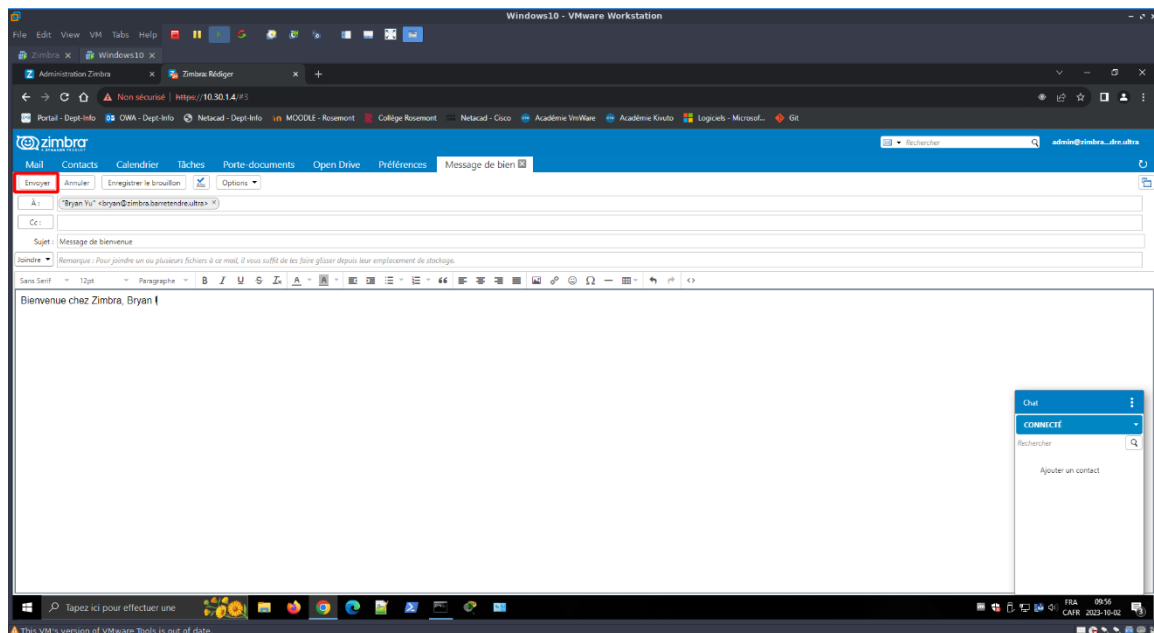 Windows10 - VMware Workstation
File Edit View VM Tabs Help
Zimbra × Windows10 ×
Administration Zimbra × Zimbra: Rédiger × +
Non sécurisé | https://10.30.1.4/#3
Portail - Dept-Info OWA - Dept-Info Netacad - Dept-Info MOODLE - Rosemont Collège Rosemont Netacad - Cisco Académie VmWare Académie Kivuto Logiciels - Microsof... Git
zimbra Rechercher admin@zimbra...dre.ultra
Mail Contacts Calendrier Tâches Porte-documents Open Drive Préférences Message de bien
Envoyer Annuler Enregistrer le brouillon Options
À : "Bryan Yu" <bryan@zimbra.barretendre.ultra> ×
Cc :
Sujet : Message de bienvenue
Joindre Remarque : Pour joindre un ou plusieurs fichiers à ce mail, il vous suffit de les faire glisser depuis leur emplacement de stockage.
Sans Serif 12pt Paragraphe B I U S Ix A A
Bienvenue chez Zimbra, Bryan !
Chat
CONNECTÉ
Rechercher
Ajouter un contact
Tapez ici pour effectuer une
FRA 09:56
CAFR 2023-10-02
This VM's version of VMware Tools is out of date.